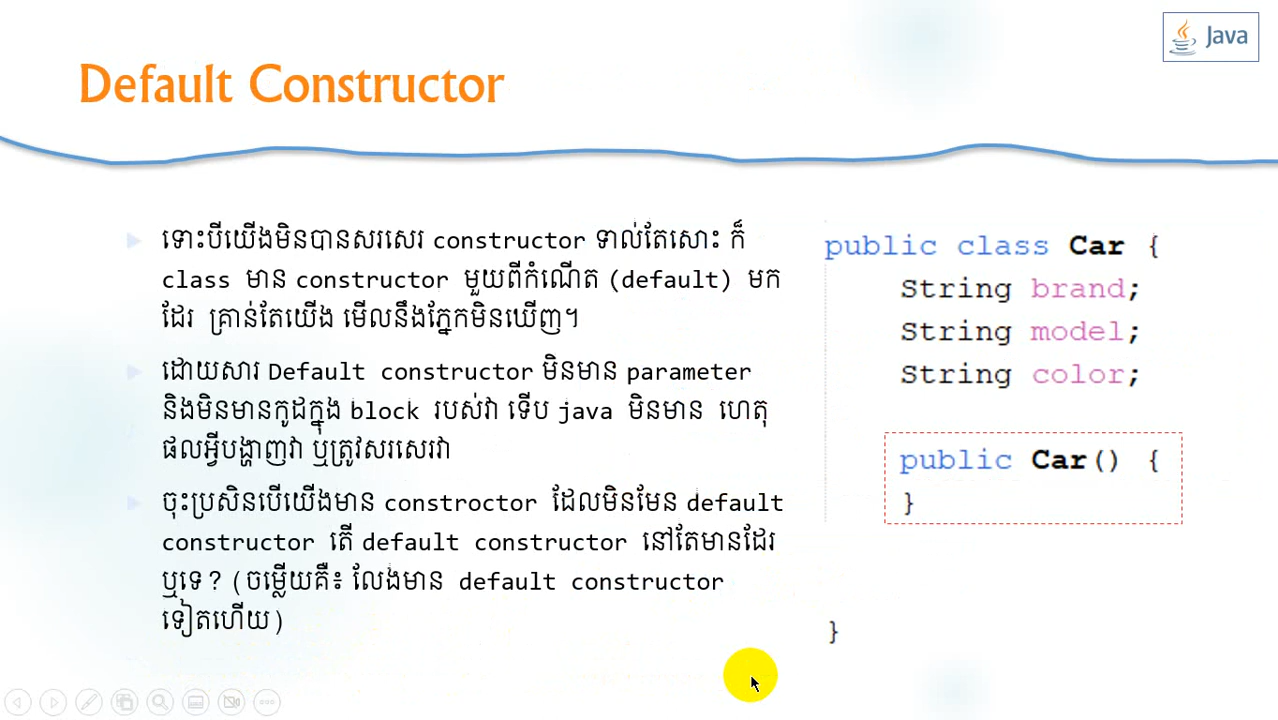 Java
Default Constructor
ទោះបីយើងមិនបានសរសេរ constructor ទាល់តែសោះ ក៏
class មាន constructor មួយពីកំណើត (default) មក
ដែរ គ្រាន់តែយើង មើលនឹងភ្នែកមិនឃើញ។
ដោយសារ Default constructor មិនមាន parameter
និងមិនមានកូដក្នុង block របស់វា ទើប java មិនមាន ហេតុ
ផលអ្វីបង្ហាញវា ឬត្រូវសរសេរវា
ចុះប្រសិនបើយើងមាន constroctor ដែលមិនមែន default
constructor តើ default constructor នៅតែមានដែរ
ឬទេ? (ចម្លើយគឺ៖ លែងមាន default constructor
ទៀតហើយ)
public class Car {
String brand;
String model;
String color;
public Car() {
}
}